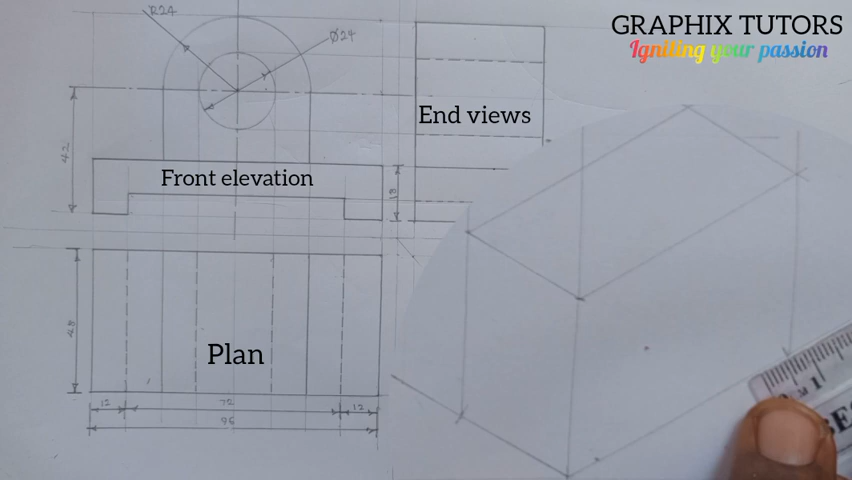 GRAPHIX TUTORS
Igniting your passion
R24
Ø24
End views
42
Front elevation
18
48
Plan
12
72
12
96